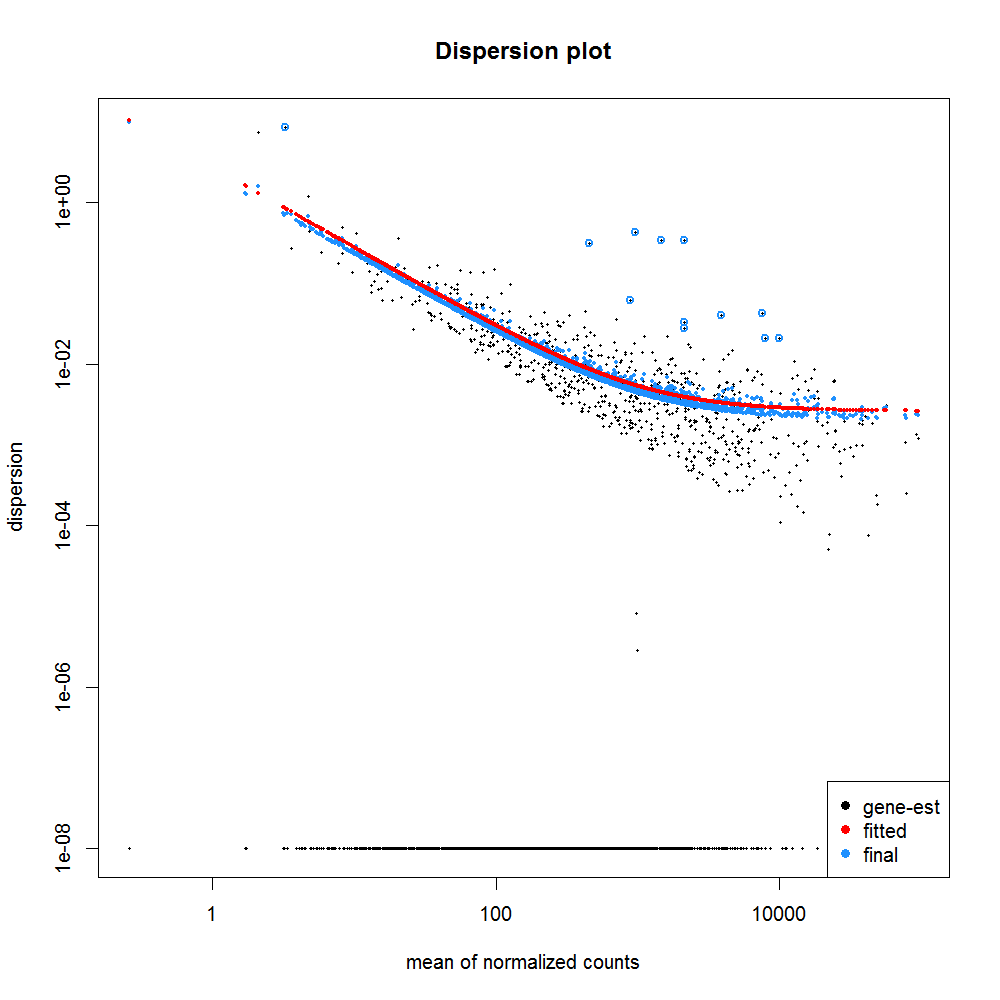 Dispersion plot
dispersion
1e+00
1e-02
1e-04
1e-06
1e-08
gene-est
fitted
final
1
100
10000
mean of normalized counts